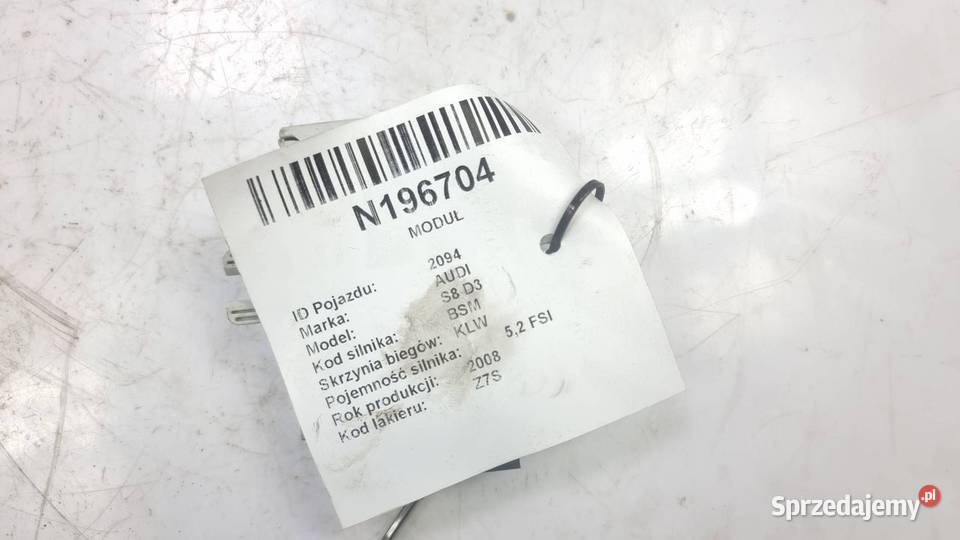 N196704
MODUŁ
ID Pojazdu: 2094
Marka: AUDI
Model: S8 D3
Kod silnika: BSM
Skrzynia biegów: KLW
Pojemność silnika: 5,2 FSI
Rok produkcji: 2008
Kod lakieru: Z7S
Sprzedajemy.pl